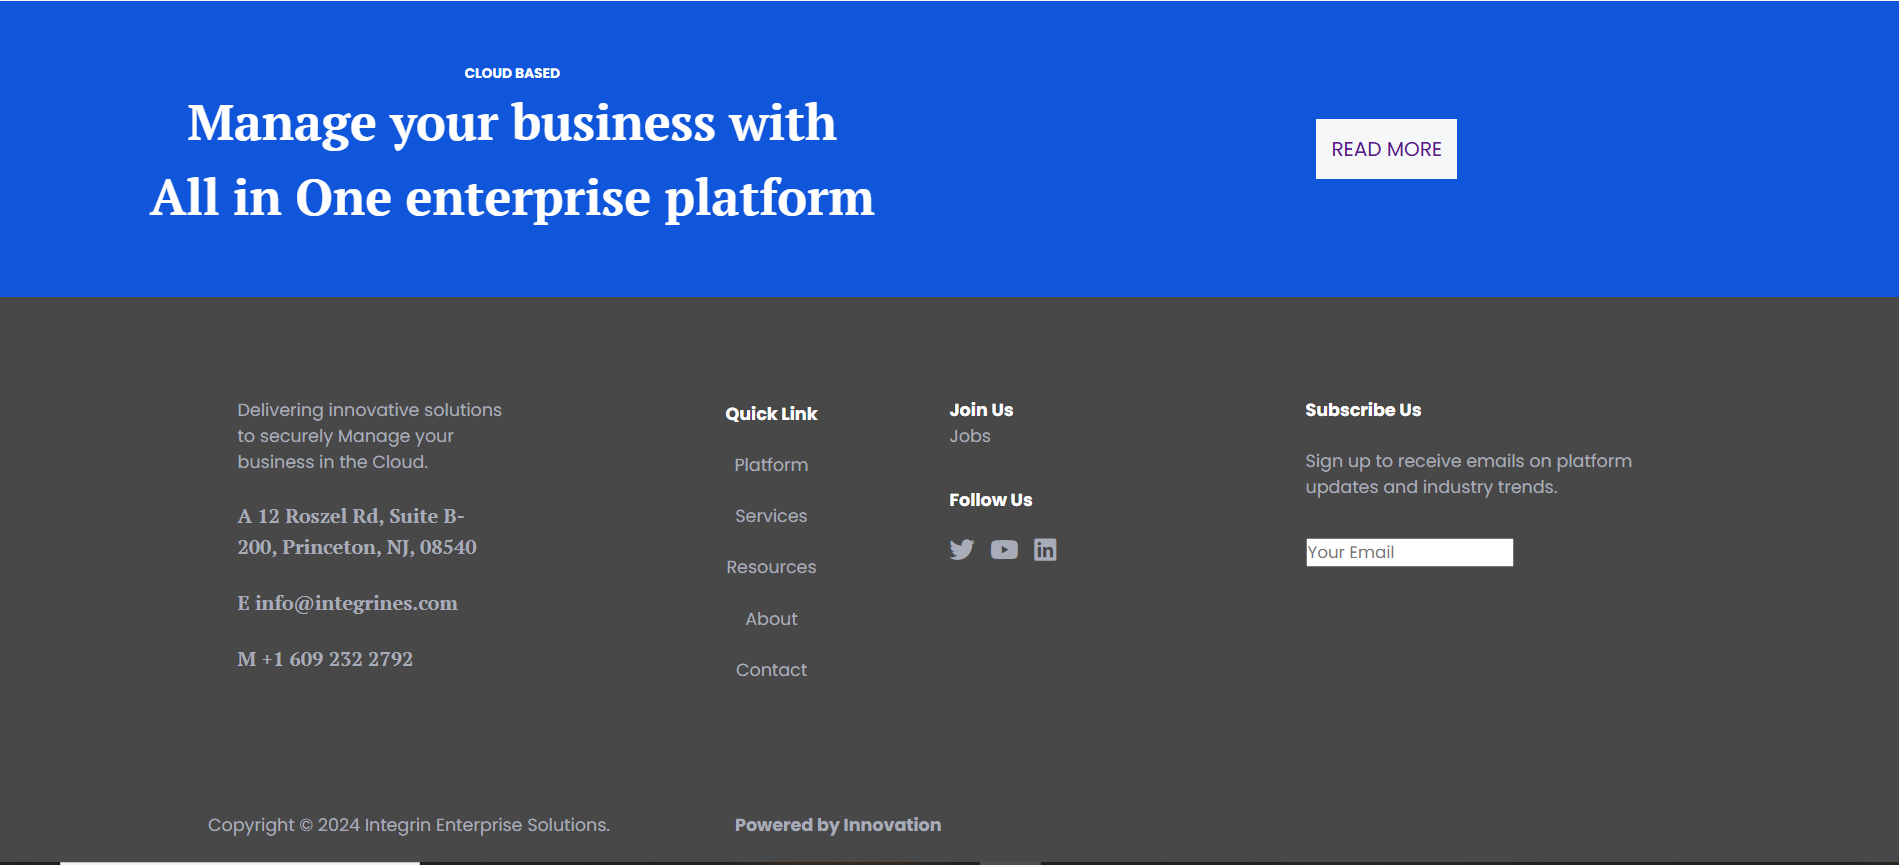 CLOUD BASED
Manage your business with
All in One enterprise platform
READ MORE
Delivering innovative solutions
to securely Manage your
business in the Cloud.
A 12 Roszel Rd, Suite B-
200, Princeton, NJ, 08540
E info@integrines.com
M +1 609 232 2792
Quick Link
Platform
Services
Resources
About
Contact
Join Us
Jobs
Follow Us
Subscribe Us
Sign up to receive emails on platform
updates and industry trends.
Your Email
Copyright © 2024 Integrin Enterprise Solutions.
Powered by Innovation